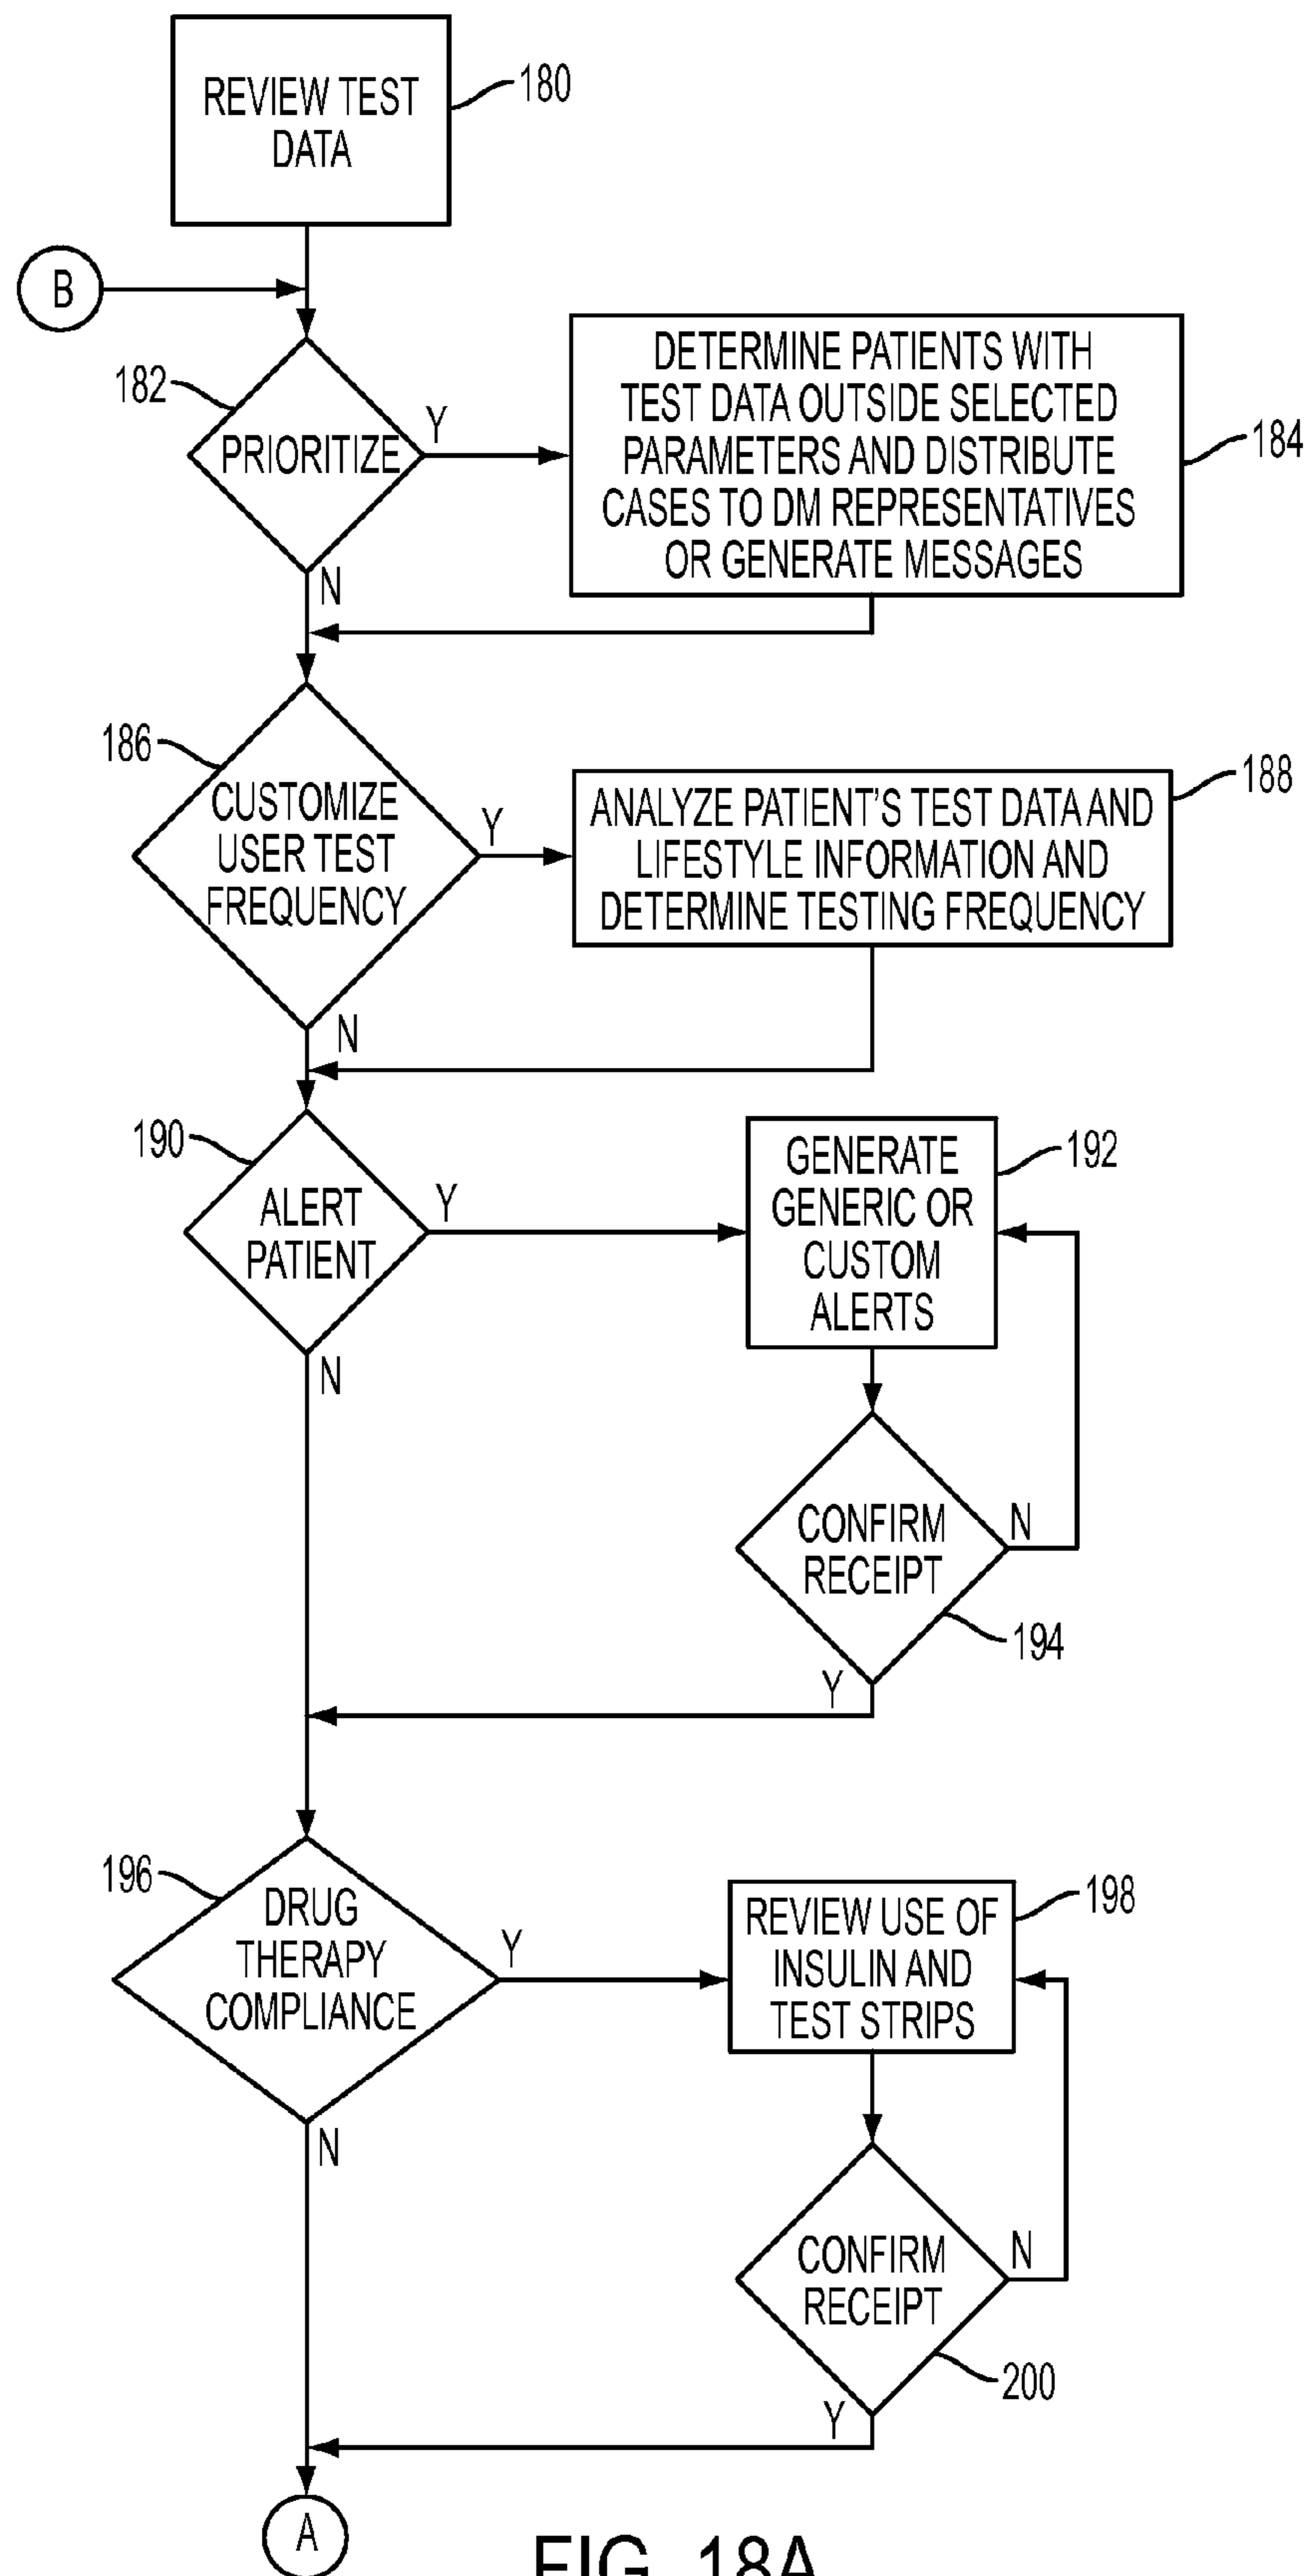 REVIEW TEST
DATA
180
B
182
PRIORITIZE
Y
N
DETERMINE PATIENTS WITH
TEST DATA OUTSIDE SELECTED
PARAMETERS AND DISTRIBUTE
CASES TO DM REPRESENTATIVES
OR GENERATE MESSAGES
184
186
CUSTOMIZE
USER TEST
FREQUENCY
Y
N
ANALYZE PATIENT'S TEST DATA AND
LIFESTYLE INFORMATION AND
DETERMINE TESTING FREQUENCY
188
190
ALERT
PATIENT
Y
N
GENERATE
GENERIC OR
CUSTOM
ALERTS
192
CONFIRM
RECEIPT
N
194
Y
196
DRUG
THERAPY
COMPLIANCE
Y
N
REVIEW USE OF
INSULIN AND
TEST STRIPS
198
CONFIRM
RECEIPT
N
200
Y
A
FIG. 18A